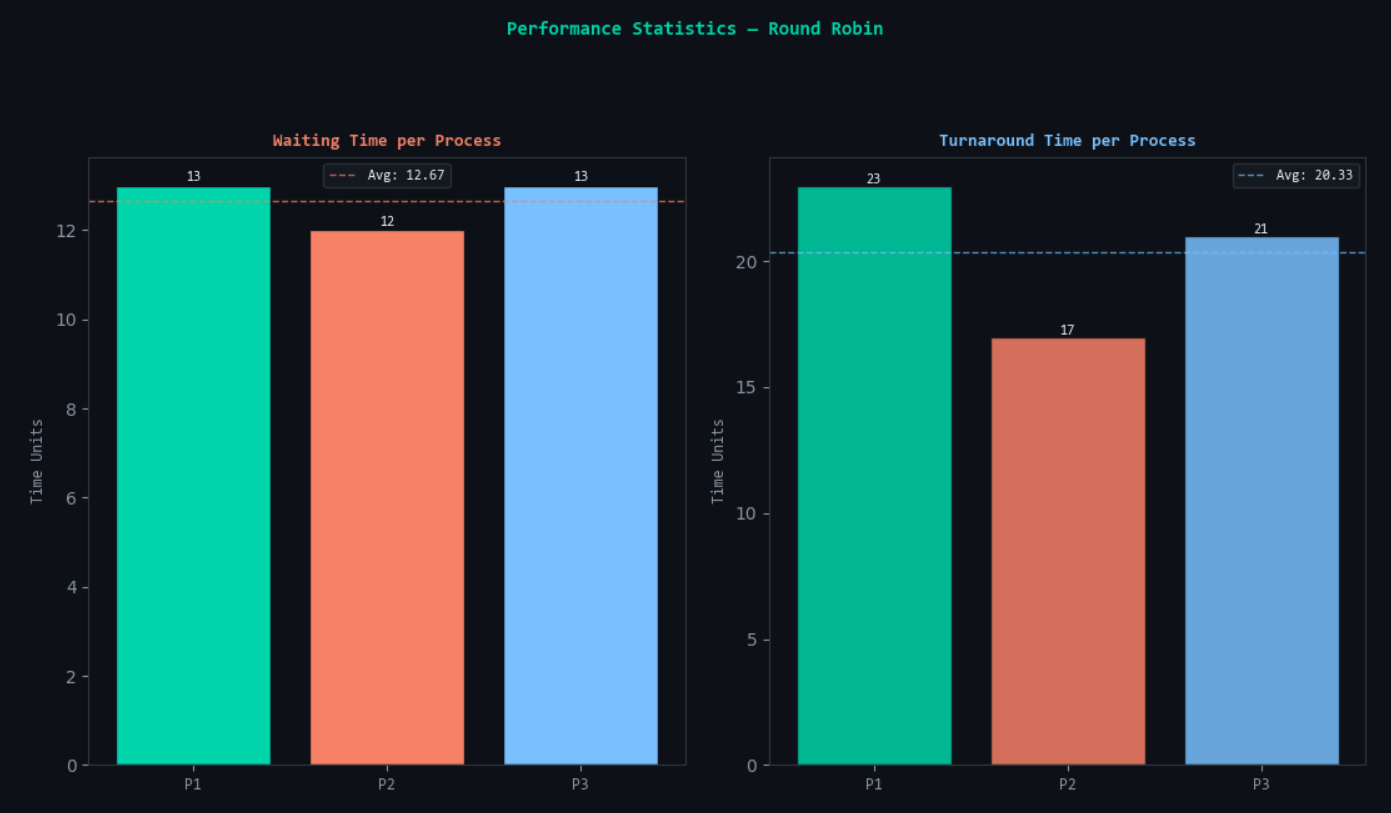 Performance Statistics — Round Robin
Waiting Time per Process
Avg: 12.67
13
12
13
12
10
8
6
4
2
0
Time Units
P1
P2
P3
Turnaround Time per Process
Avg: 20.33
23
17
21
20
15
10
5
0
Time Units
P1
P2
P3